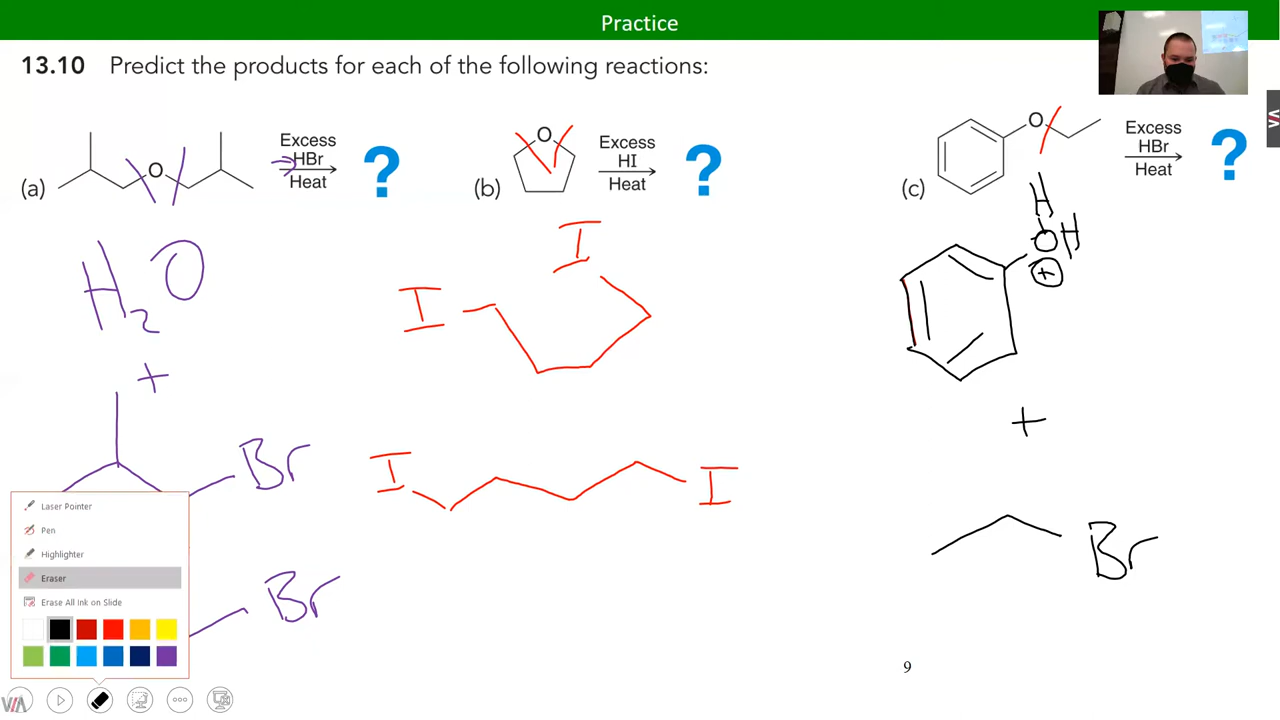 Practice
13.10 Predict the products for each of the following reactions:
(a)
O
Excess
HBr
Heat
?
(b)
O
Excess
HI
Heat
?
(c)
O
Excess
HBr
Heat
?
H2O
+
Br
Br
I
I
I
I
H
OH
+
+
Br
Laser Pointer
Pen
Highlighter
Eraser
Erase All Ink on Slide
9